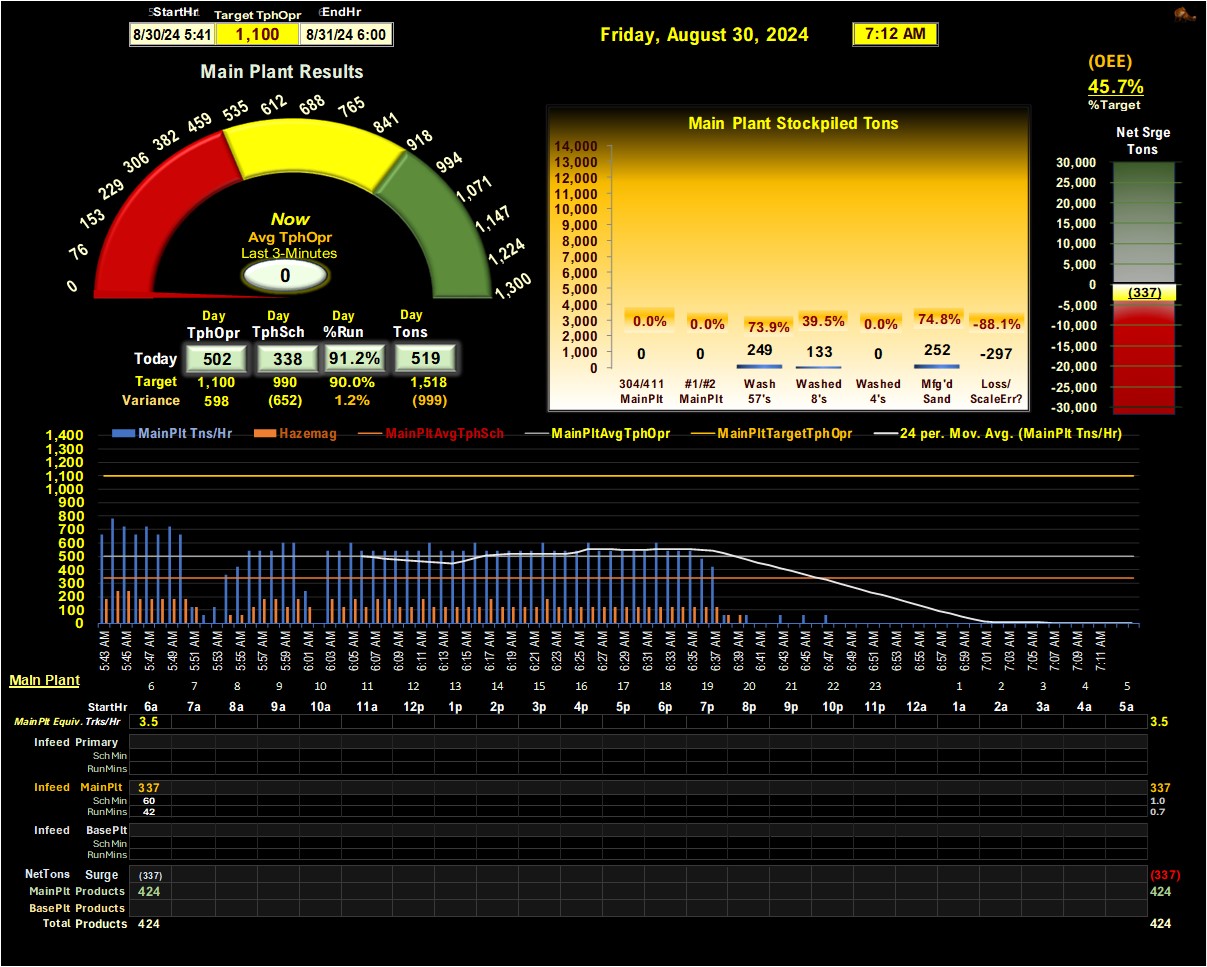 StartHr Target TphOpr EndHr
8/30/24 5:41 1,100 8/31/24 6:00
Friday, August 30, 2024 7:12 AM
(OEE)
45.7%
%Target
Main Plant Results
0 76 153 229 306 382 459 535 612 688 765 841 918 994 1,071 1,147 1,224 1,300
Now
Avg TphOpr
Last 3-Minutes
0
Day Day Day Day
TphOpr TphSch %Run Tons
Today 502 338 91.2% 519
Target 1,100 990 90.0% 1,518
Variance 598 (652) 1.2% (999)
Main Plant Stockpiled Tons
14,000
13,000
12,000
11,000
10,000
9,000
8,000
7,000
6,000
5,000
4,000
3,000
2,000
1,000
0
0.0% 0.0% 73.9% 39.5% 0.0% 74.8% -88.1%
0 0 249 133 0 252 -297
304/411 #1/#2 Wash Washed Washed Mfg'd Loss/
MainPlt MainPlt 57's 8's 4's Sand ScaleErr?
Net Srge
Tons
30,000
25,000
20,000
15,000
10,000
5,000
0
(337)
-5,000
-10,000
-15,000
-20,000
-25,000
-30,000
MainPlt Tns/Hr Hazemag MainPltAvgTphSch MainPltAvgTphOpr MainPltTargetTphOpr 24 per. Mov. Avg. (MainPlt Tns/Hr)
1,400
1,300
1,200
1,100
1,000
900
800
700
600
500
400
300
200
100
0
5:43 AM 5:45 AM 5:47 AM 5:49 AM 5:51 AM 5:53 AM 5:55 AM 5:57 AM 5:59 AM 6:01 AM 6:03 AM 6:05 AM 6:07 AM 6:09 AM 6:11 AM 6:13 AM 6:15 AM 6:17 AM 6:19 AM 6:21 AM 6:23 AM 6:25 AM 6:27 AM 6:29 AM 6:31 AM 6:33 AM 6:35 AM 6:37 AM 6:39 AM 6:41 AM 6:43 AM 6:45 AM 6:47 AM 6:49 AM 6:51 AM 6:53 AM 6:55 AM 6:57 AM 6:59 AM 7:01 AM 7:03 AM 7:05 AM 7:07 AM 7:09 AM 7:11 AM
Main Plant
6 7 8 9 10 11 12 13 14 15 16 17 18 19 20 21 22 23 1 2 3 4 5
StartHr 6a 7a 8a 9a 10a 11a 12p 1p 2p 3p 4p 5p 6p 7p 8p 9p 10p 11p 12a 1a 2a 3a 4a 5a
MainPlt Equiv. Trks/Hr 3.5 3.5
Infeed Primary
Sch Min
RunMins
Infeed MainPlt 337 337
Sch Min 60 1.0
RunMins 42 0.7
Infeed BasePlt
Sch Min
RunMins
NetTons Surge (337) (337)
MainPlt Products 424 424
BasePlt Products
Total Products 424 424